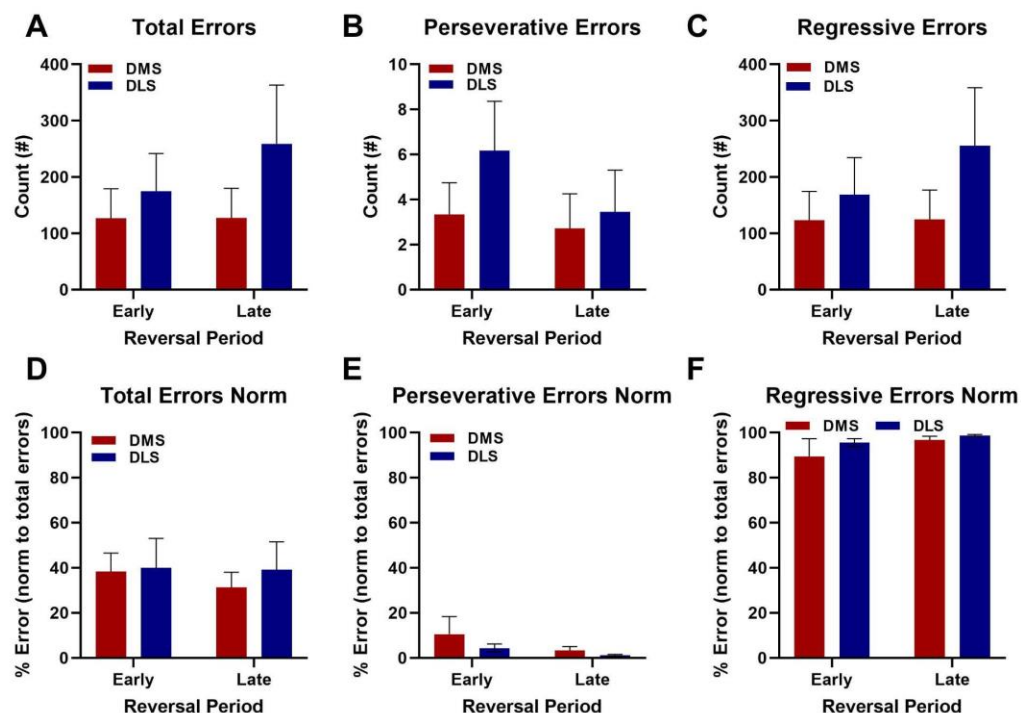 A
Total Errors
DMS
DLS
Count (#)
400
300
200
100
0
Early
Late
Reversal Period
B
Perseverative Errors
DMS
DLS
Count (#)
10
8
6
4
2
0
Early
Late
Reversal Period
C
Regressive Errors
DMS
DLS
Count (#)
400
300
200
100
0
Early
Late
Reversal Period
D
Total Errors Norm
DMS
DLS
% Error (norm to total errors)
100
80
60
40
20
0
Early
Late
Reversal Period
E
Perseverative Errors Norm
DMS
DLS
% Error (norm to total errors)
100
80
60
40
20
0
Early
Late
Reversal Period
F
Regressive Errors Norm
DMS
DLS
% Error (norm to total errors)
100
80
60
40
20
0
Early
Late
Reversal Period